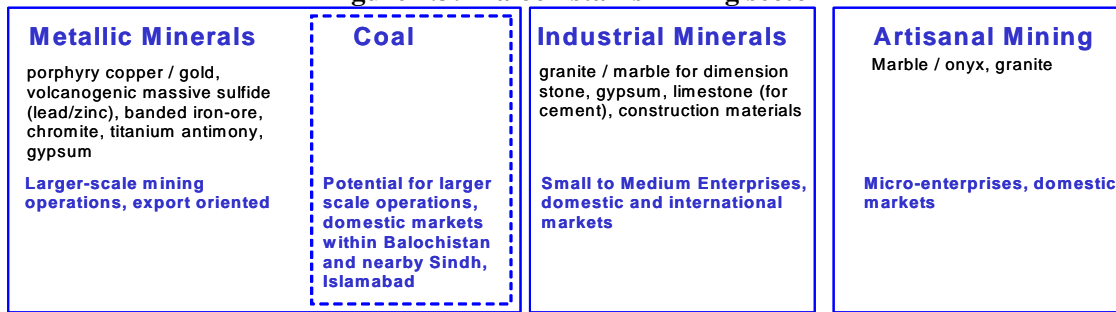 Metallic Minerals
porphyry copper / gold,
volcanogenic massive sulfide
(lead/zinc), banded iron-ore,
chromite, titanium antimony,
gypsum
Larger-scale mining
operations, export oriented
Coal
Potential for larger
scale operations,
domestic markets
within Balochistan
and nearby Sindh,
Islamabad
Industrial Minerals
granite / marble for dimension
stone, gypsum, limestone (for
cement), construction materials
Small to Medium Enterprises,
domestic and international
markets
Artisanal Mining
Marble / onyx, granite
Micro-enterprises, domestic
markets